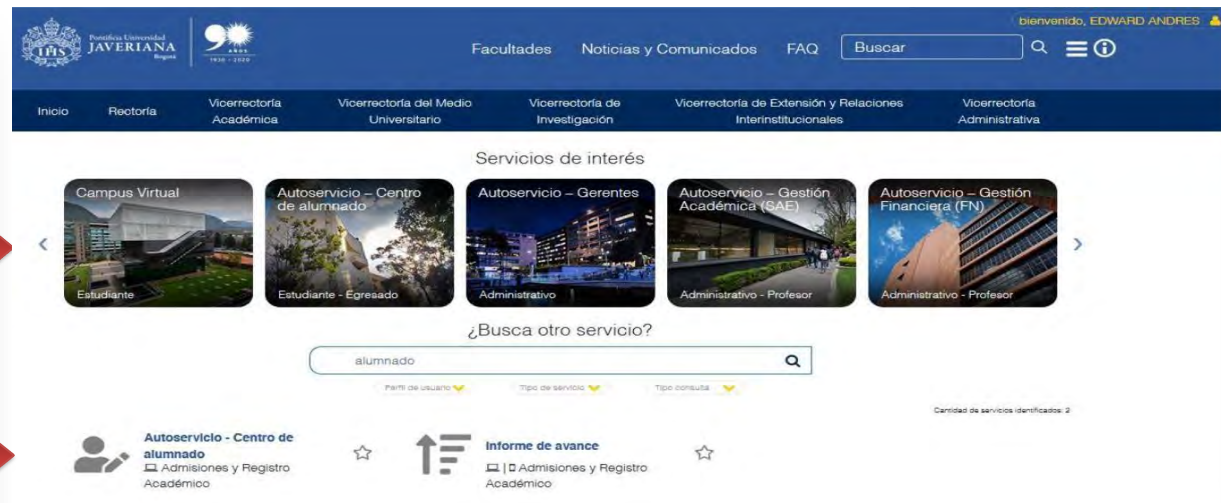 bienvenido, EDWARD ANDRES
Pontificia Universidad
JAVERIANA
Bogotá
90
AÑOS
1930 - 2020
Facultades Noticias y Comunicados FAQ Buscar
Inicio Rectoría Vicerrectoría Académica Vicerrectoría del Medio Universitario Vicerrectoría de Investigación Vicerrectoría de Extensión y Relaciones Interinstitucionales Vicerrectoría Administrativa
Servicios de interés
Campus Virtual
Estudiante
Autoservicio – Centro
de alumnado
Estudiante - Egresado
Autoservicio – Gerentes
Administrativo
Autoservicio – Gestión
Académica (SAE)
Administrativo - Profesor
Autoservicio – Gestión
Financiera (FN)
Administrativo - Profesor
¿Busca otro servicio?
alumnado
Perfil de usuario Tipo de servicio Tipo consulta
Cantidad de servicios identificados: 2
Autoservicio - Centro de
alumnado
Admisiones y Registro
Académico
Informe de avance
| Admisiones y Registro
Académico